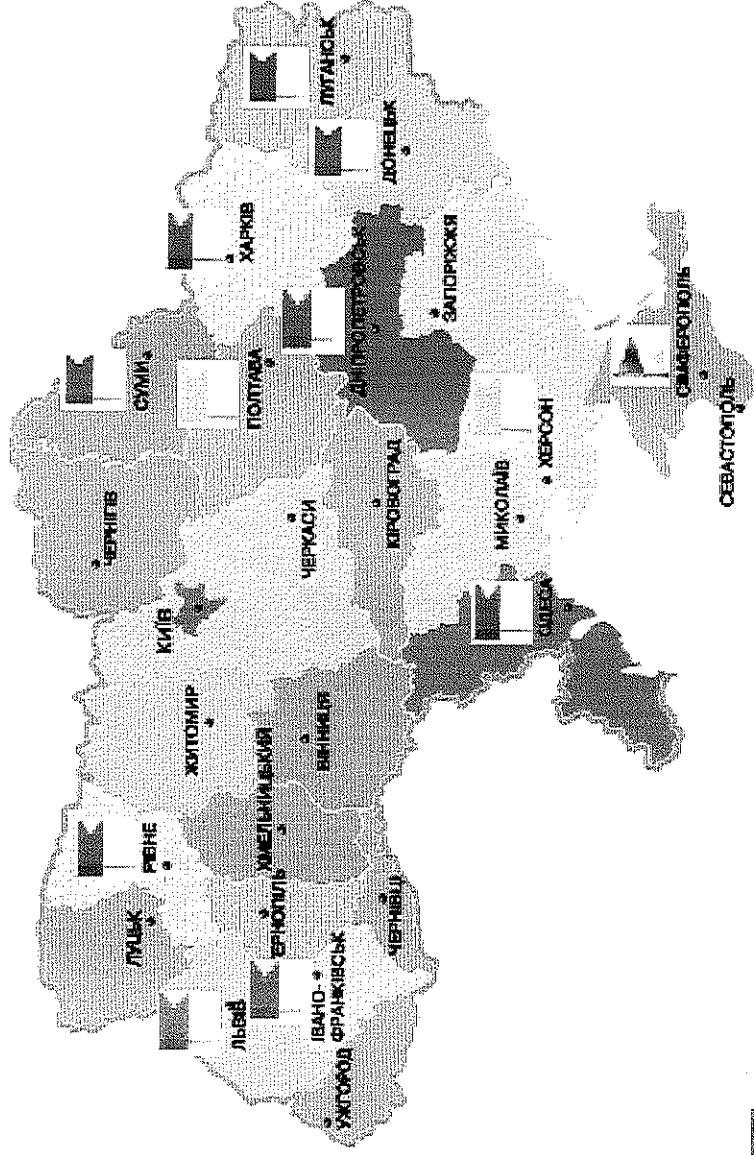 ЛУЦЬК
РІВНЕ
ЖИТОМИР
КИЇВ
ЧЕРНІГІВ
СУМИ
ХАРКІВ
ЛУГАНСЬК
ЛЬВІВ
ЕРНОПІЛЬ
ХМЕЛЬНИЦЬКИЙ
ВІННИЦЯ
ЧЕРКАСИ
ПОЛТАВА
УЖГОРОД
ІВАНО-
ФРАНКІВСЬК
ЧЕРНІВЦІ
КІРОВОГРАД
ДНІПРОПЕТРОВСЬК
ДОНЕЦЬК
ОДЕСА
МИКОЛАЇВ
ХЕРСОН
ЗАПОРІЖЖЯ
СІМФЕРОПОЛЬ
СЕВАСТОПОЛЬ